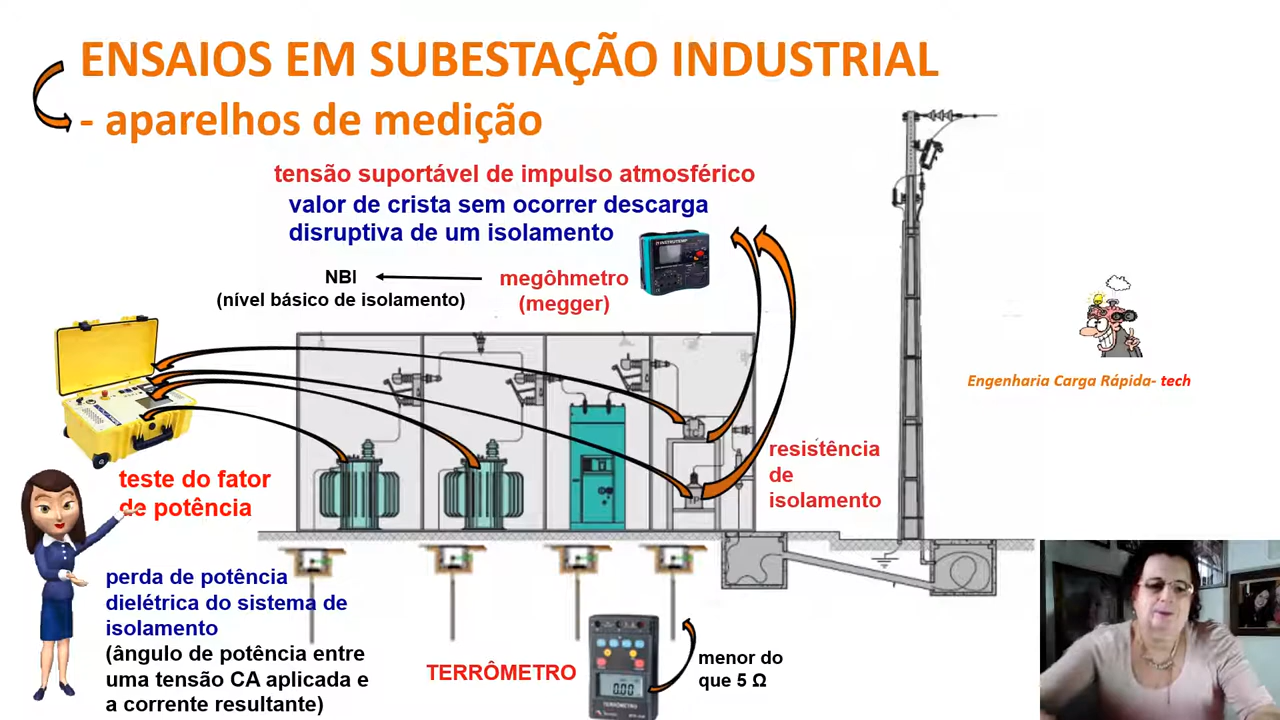 ENSAIOS EM SUBESTAÇÃO INDUSTRIAL
- aparelhos de medição
tensão suportável de impulso atmosférico
valor de crista sem ocorrer descarga
disruptiva de um isolamento
NBI
(nível básico de isolamento)
megôhmetro
(megger)
Engenharia Carga Rápida- tech
resistência
de
isolamento
teste do fator
de potência
perda de potência
dielétrica do sistema de
isolamento
(ângulo de potência entre
uma tensão CA aplicada e
a corrente resultante)
TERRÔMETRO
0.00
TERRÔMETRO
menor do
que 5 Ω